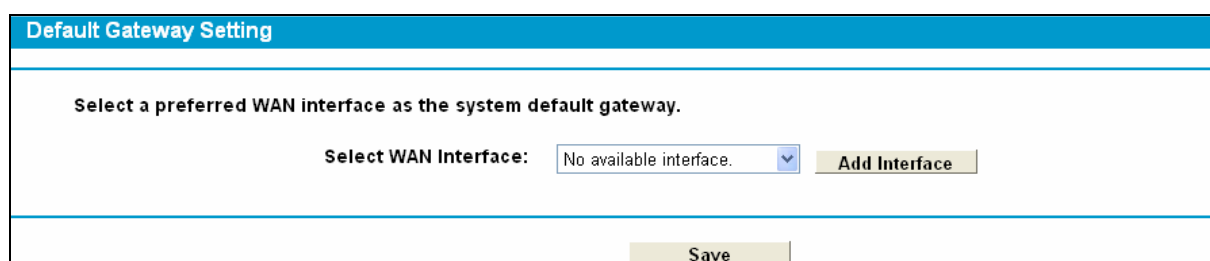 Default Gateway Setting
Select a preferred WAN interface as the system default gateway.
Select WAN Interface: No available interface. Add Interface
Save